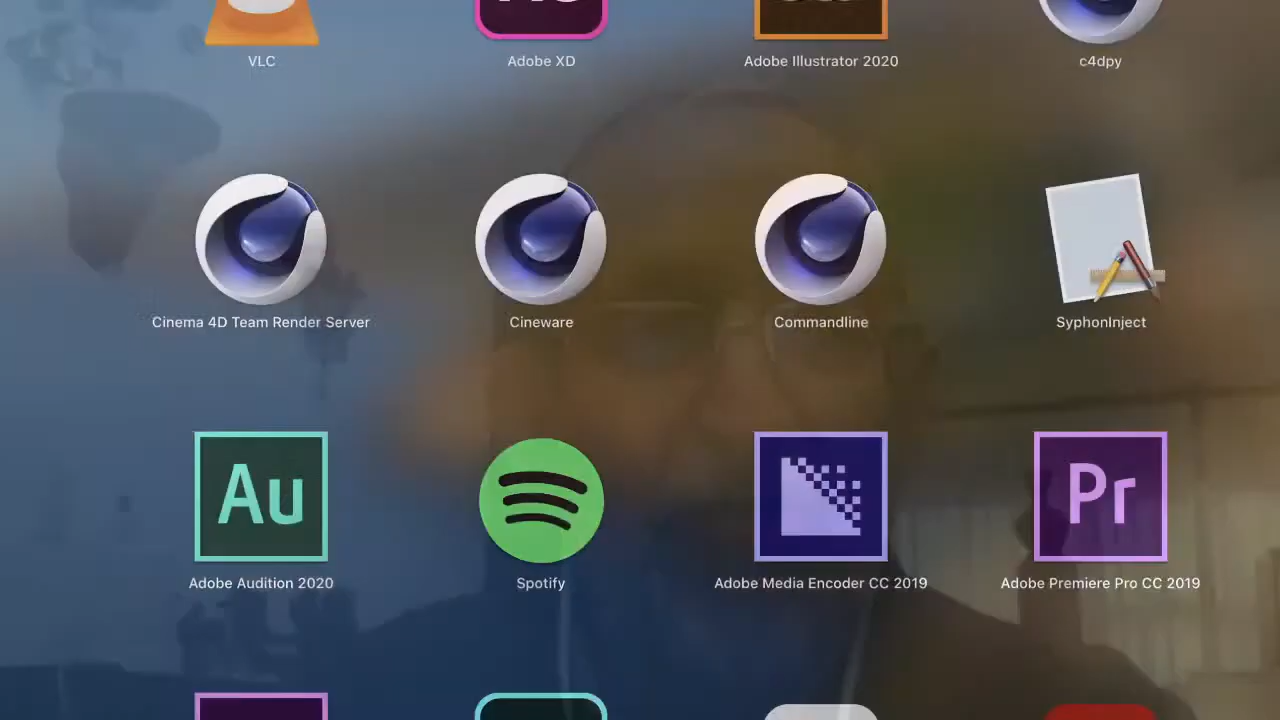 VLC
Adobe XD
Adobe Illustrator 2020
c4dpy
Cinema 4D Team Render Server
Cineware
Commandline
SyphonInject
Au
Pr
Adobe Audition 2020
Spotify
Adobe Media Encoder CC 2019
Adobe Premiere Pro CC 2019